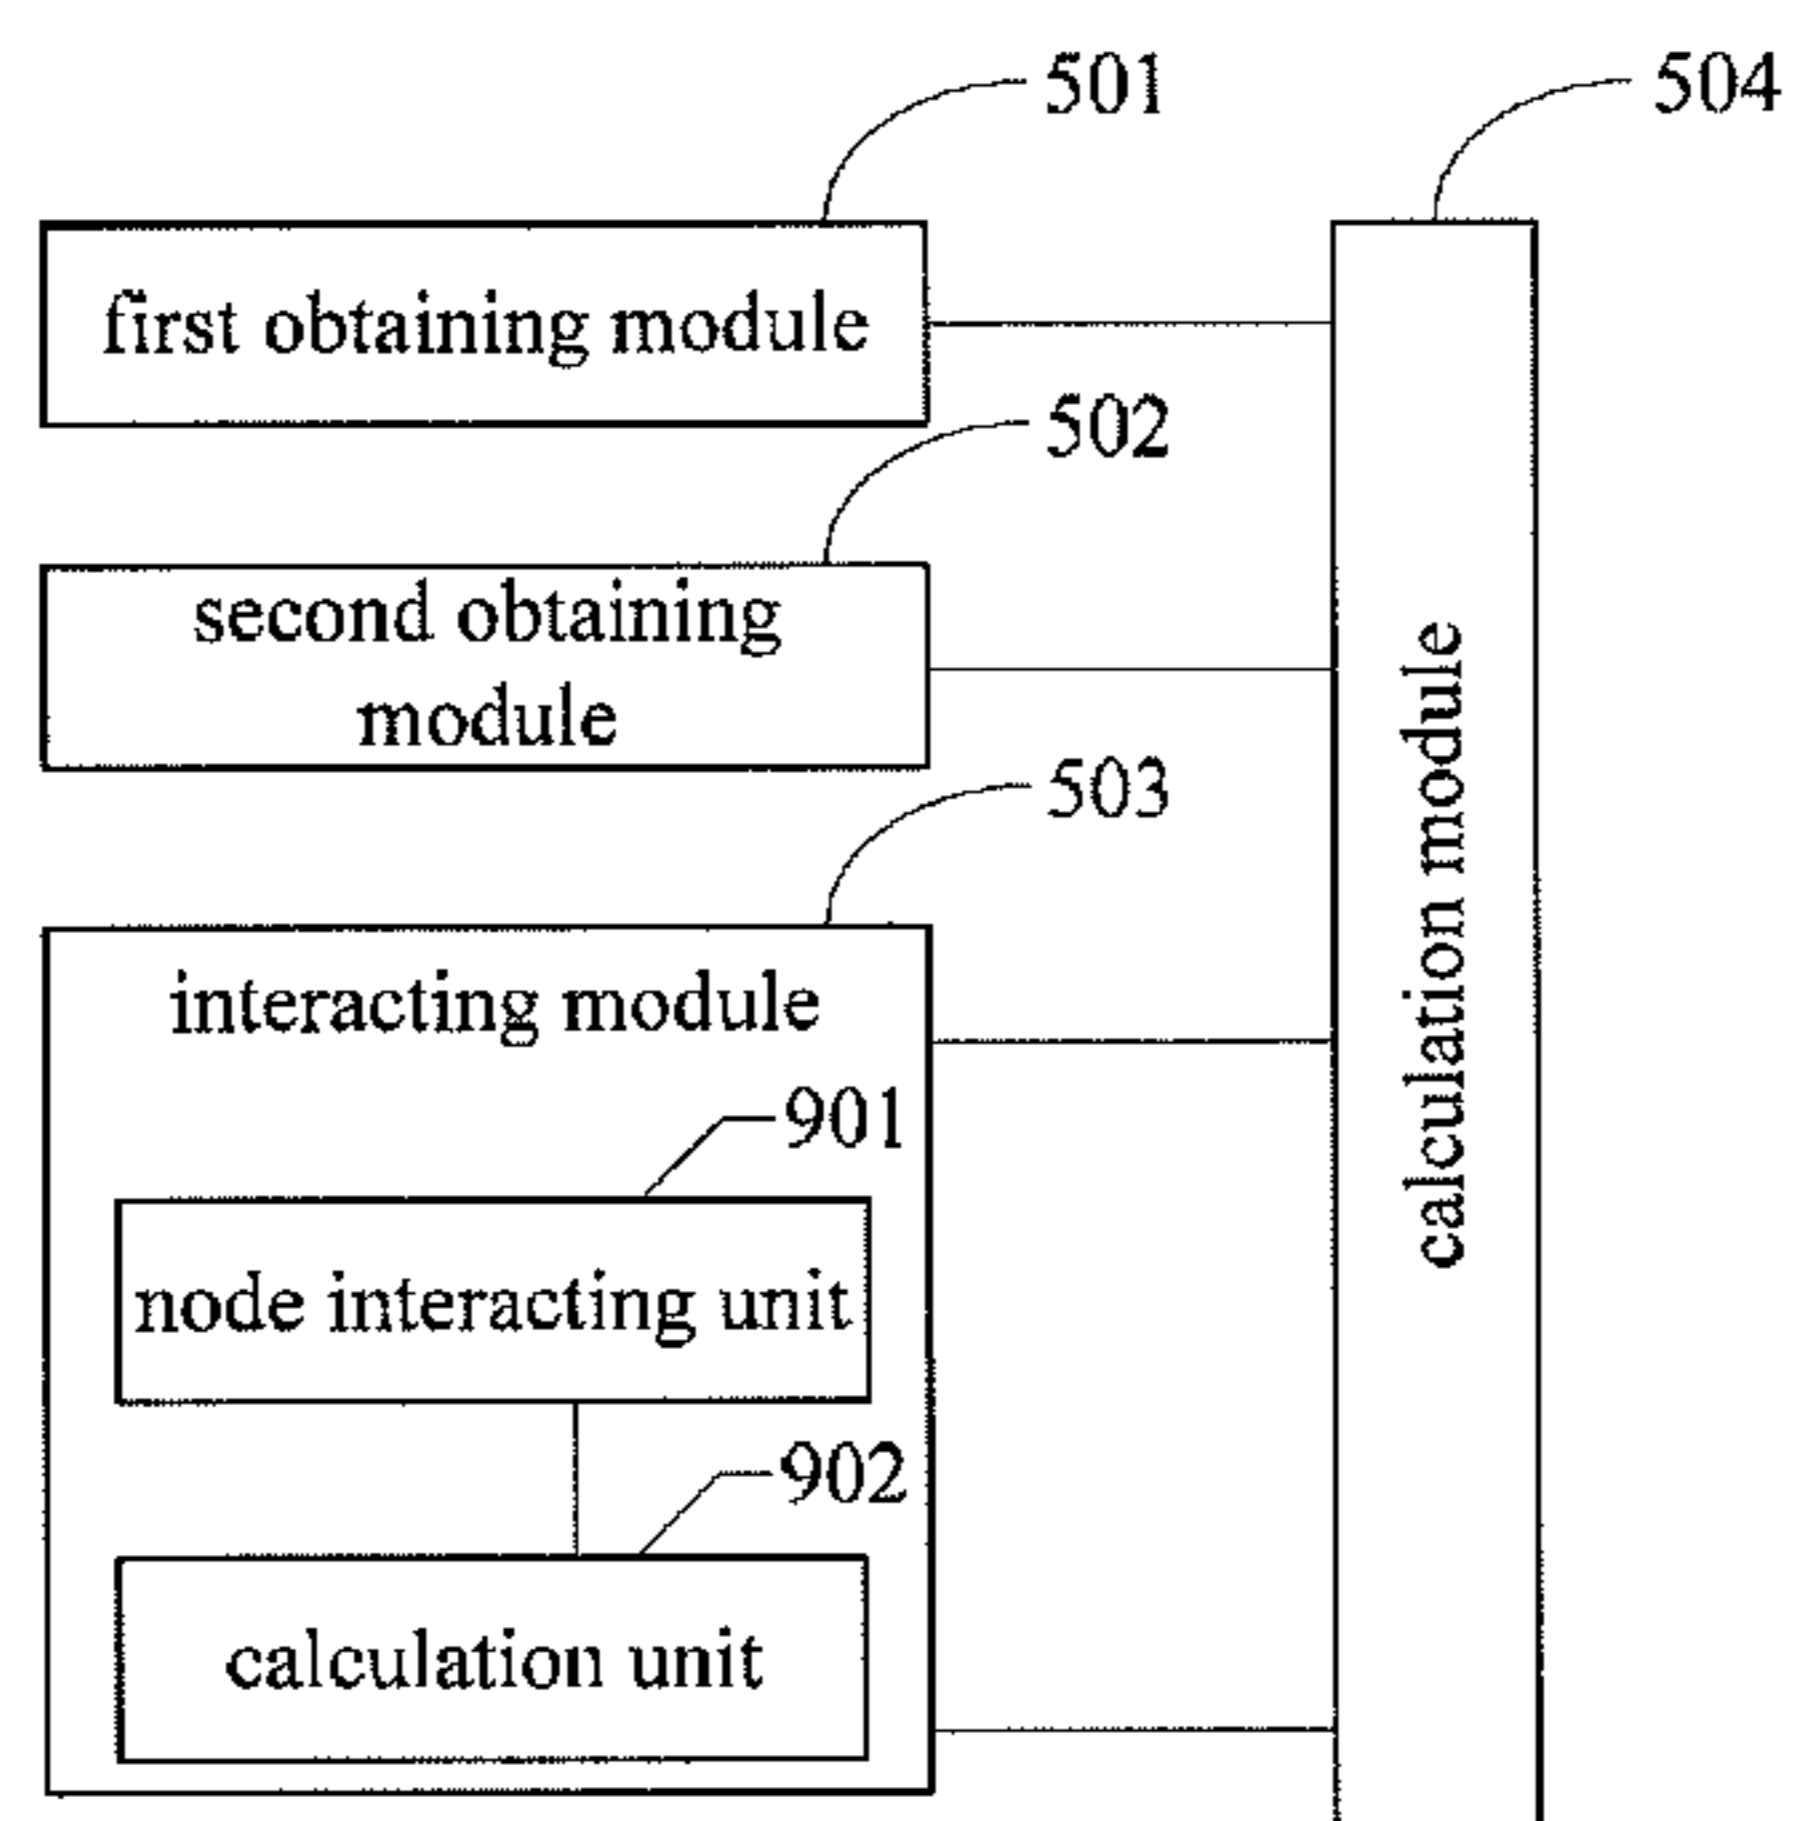 501
504
first obtaining module
502
second obtaining
module
503
calculation module
interacting module
901
node interacting unit
902
calculation unit